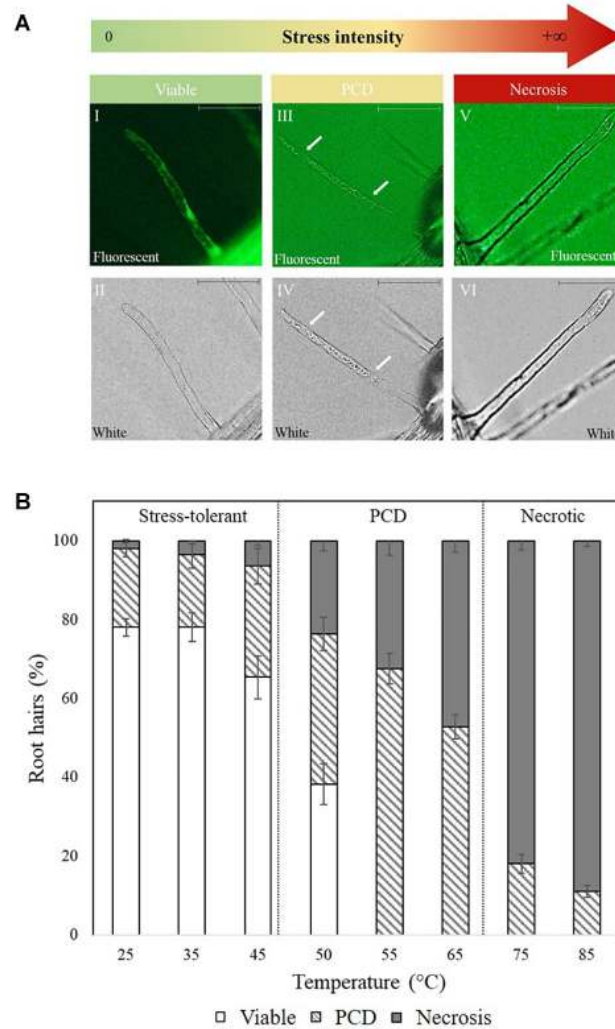 A
0 Stress intensity +∞
Viable PCD Necrosis
I III V
Fluorescent Fluorescent Fluorescent
II IV VI
White White White
B
Stress-tolerant PCD Necrotic
100
80
60
40
20
0
Root hairs (%)
25 35 45 50 55 65 75 85
Temperature (°C)
Viable PCD Necrosis